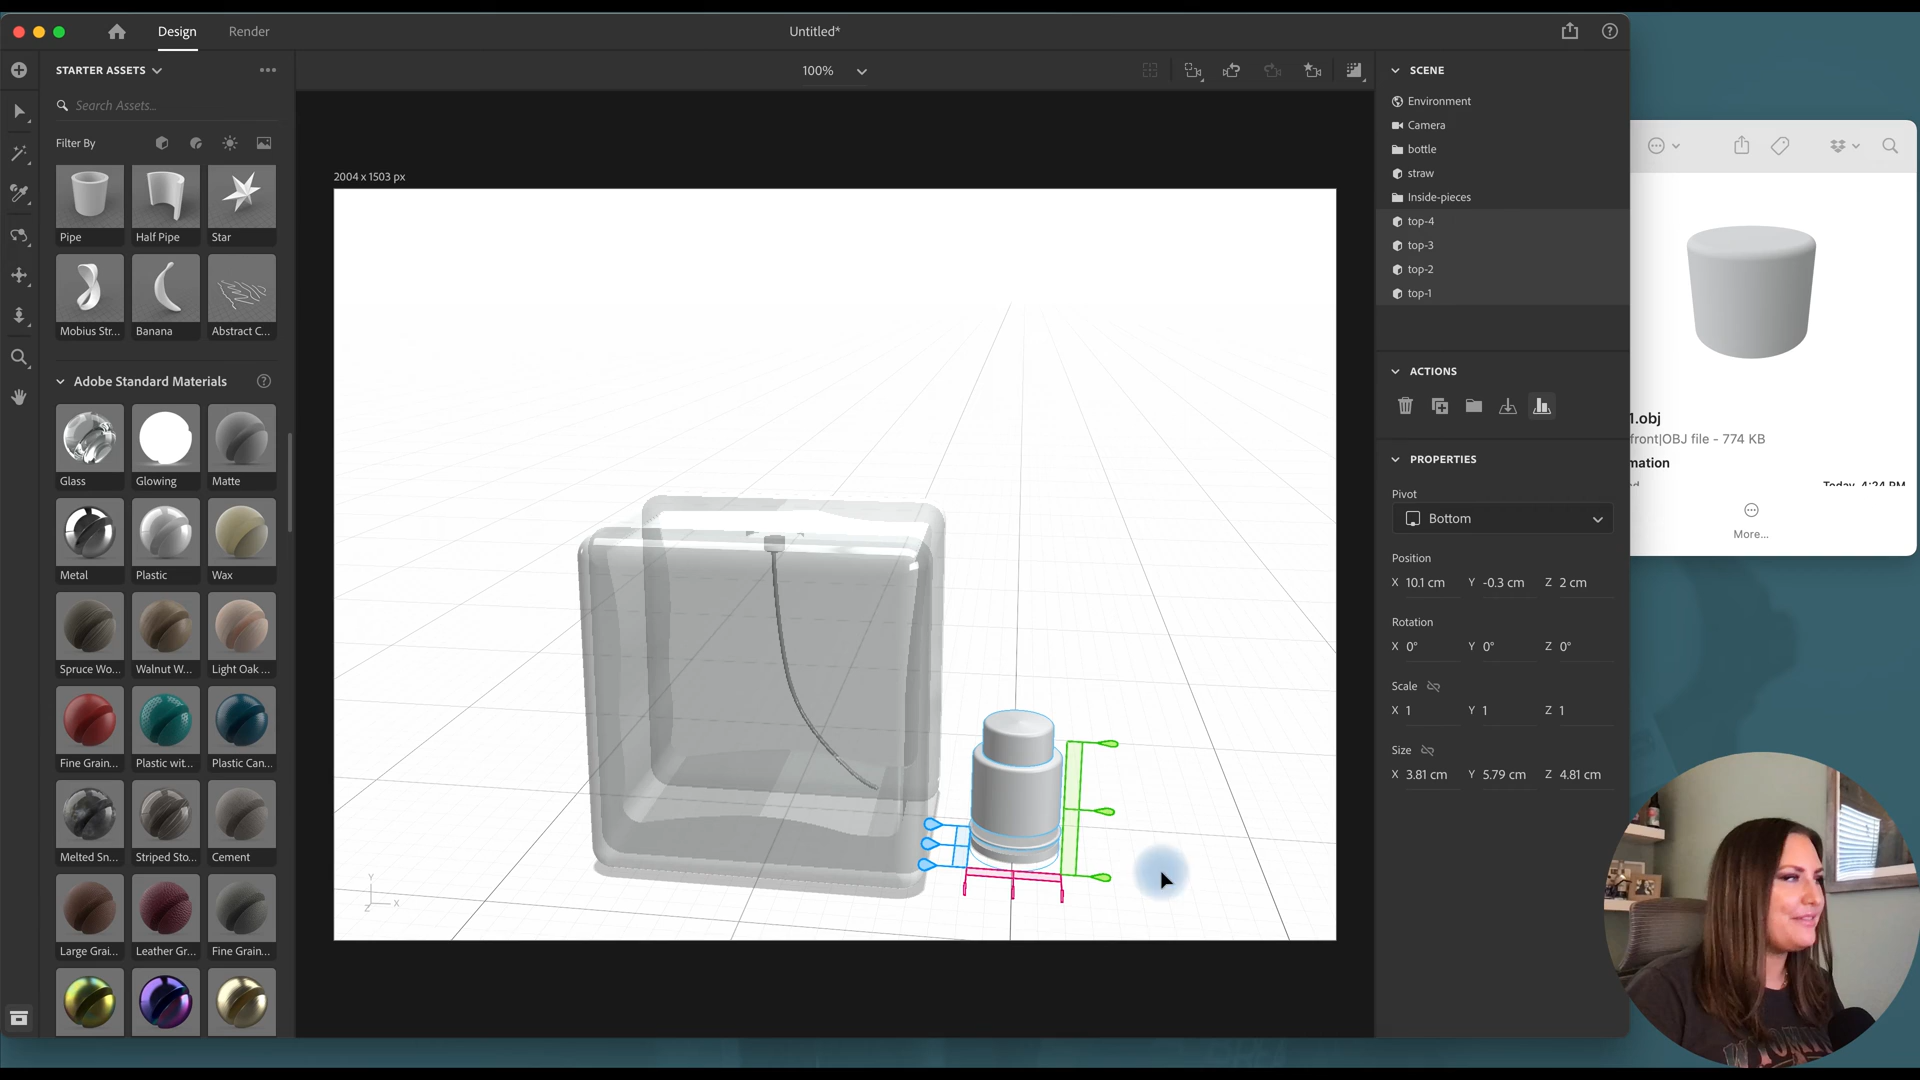 Design
Render
Untitled*
STARTER ASSETS
100%
SCENE
Search Assets...
Environment
Camera
Filter By
bottle
straw
2004 x 1503 px
Inside-pieces
top-4
Pipe
Half Pipe
Star
top-3
top-2
top-1
Mobius Str...
Banana
Abstract C...
ACTIONS
Adobe Standard Materials
1.obj
front|OBJ file - 774 KB
PROPERTIES
mation
Glass
Glowing
Matte
Today, 4:24 PM
Pivot
Bottom
More...
Position
Metal
Plastic
Wax
X 10.1 cm Y -0.3 cm Z 2 cm
Rotation
X 0° Y 0° Z 0°
Spruce Wo...
Walnut W...
Light Oak ...
Scale
X 1 Y 1 Z 1
Size
Fine Grain...
Plastic wit...
Plastic Can...
X 3.81 cm Y 5.79 cm Z 4.81 cm
Melted Sn...
Striped Sto...
Cement
Y
Z
X
Large Grai...
Leather Gr...
Fine Grain...